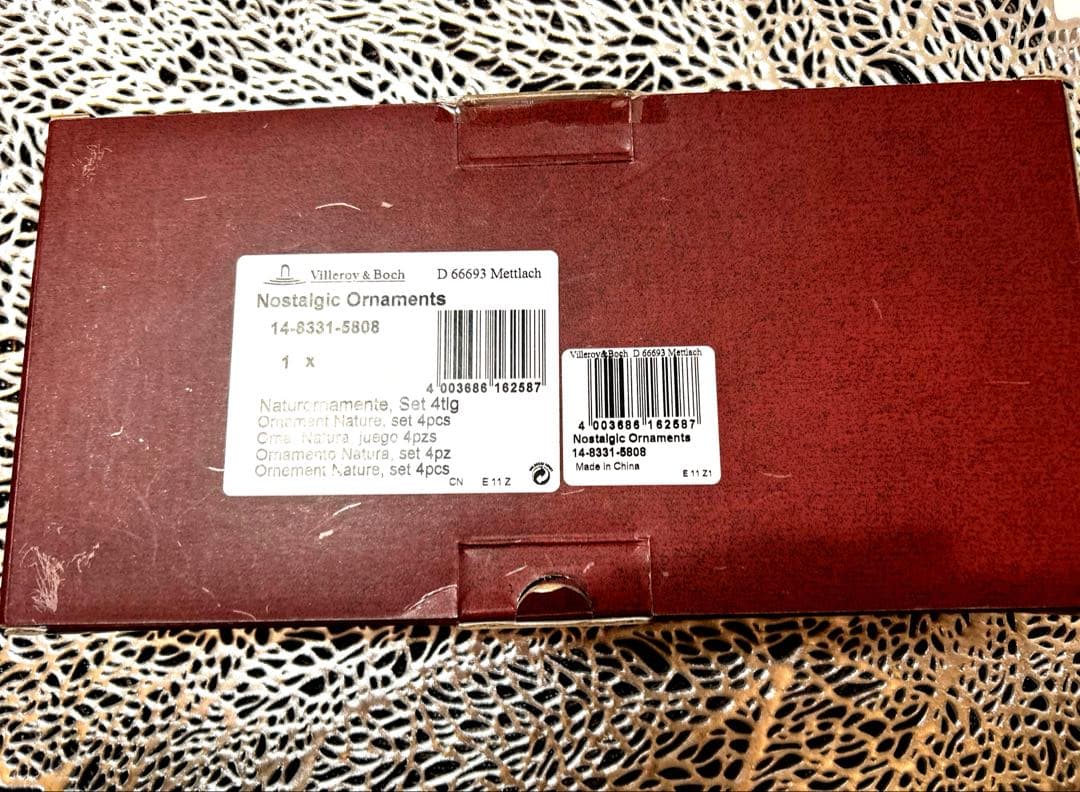 Villeroy & Boch D 66693 Mettlach
Nostalgic Ornaments
14-8331-5808
1 x
4 003686 162587
Naturornamente, Set 4tlg
Ornament Nature, set 4pcs
Orna. Natura, juego 4pzs
Ornamento Natura, set 4pz
Ornement Nature, set 4pcs
CN E 11 Z
Villeroy & Boch D 66693 Mettlach
4 003686 162587
Nostalgic Ornaments
14-8331-5808
Made in China
E 11 Z1